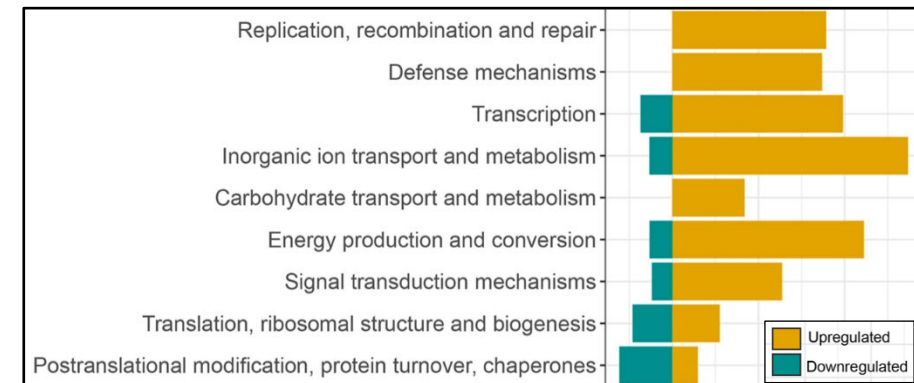 Replication, recombination and repair
Defense mechanisms
Transcription
Inorganic ion transport and metabolism
Carbohydrate transport and metabolism
Energy production and conversion
Signal transduction mechanisms
Translation, ribosomal structure and biogenesis
Postranslational modification, protein turnover, chaperones
Upregulated
Downregulated